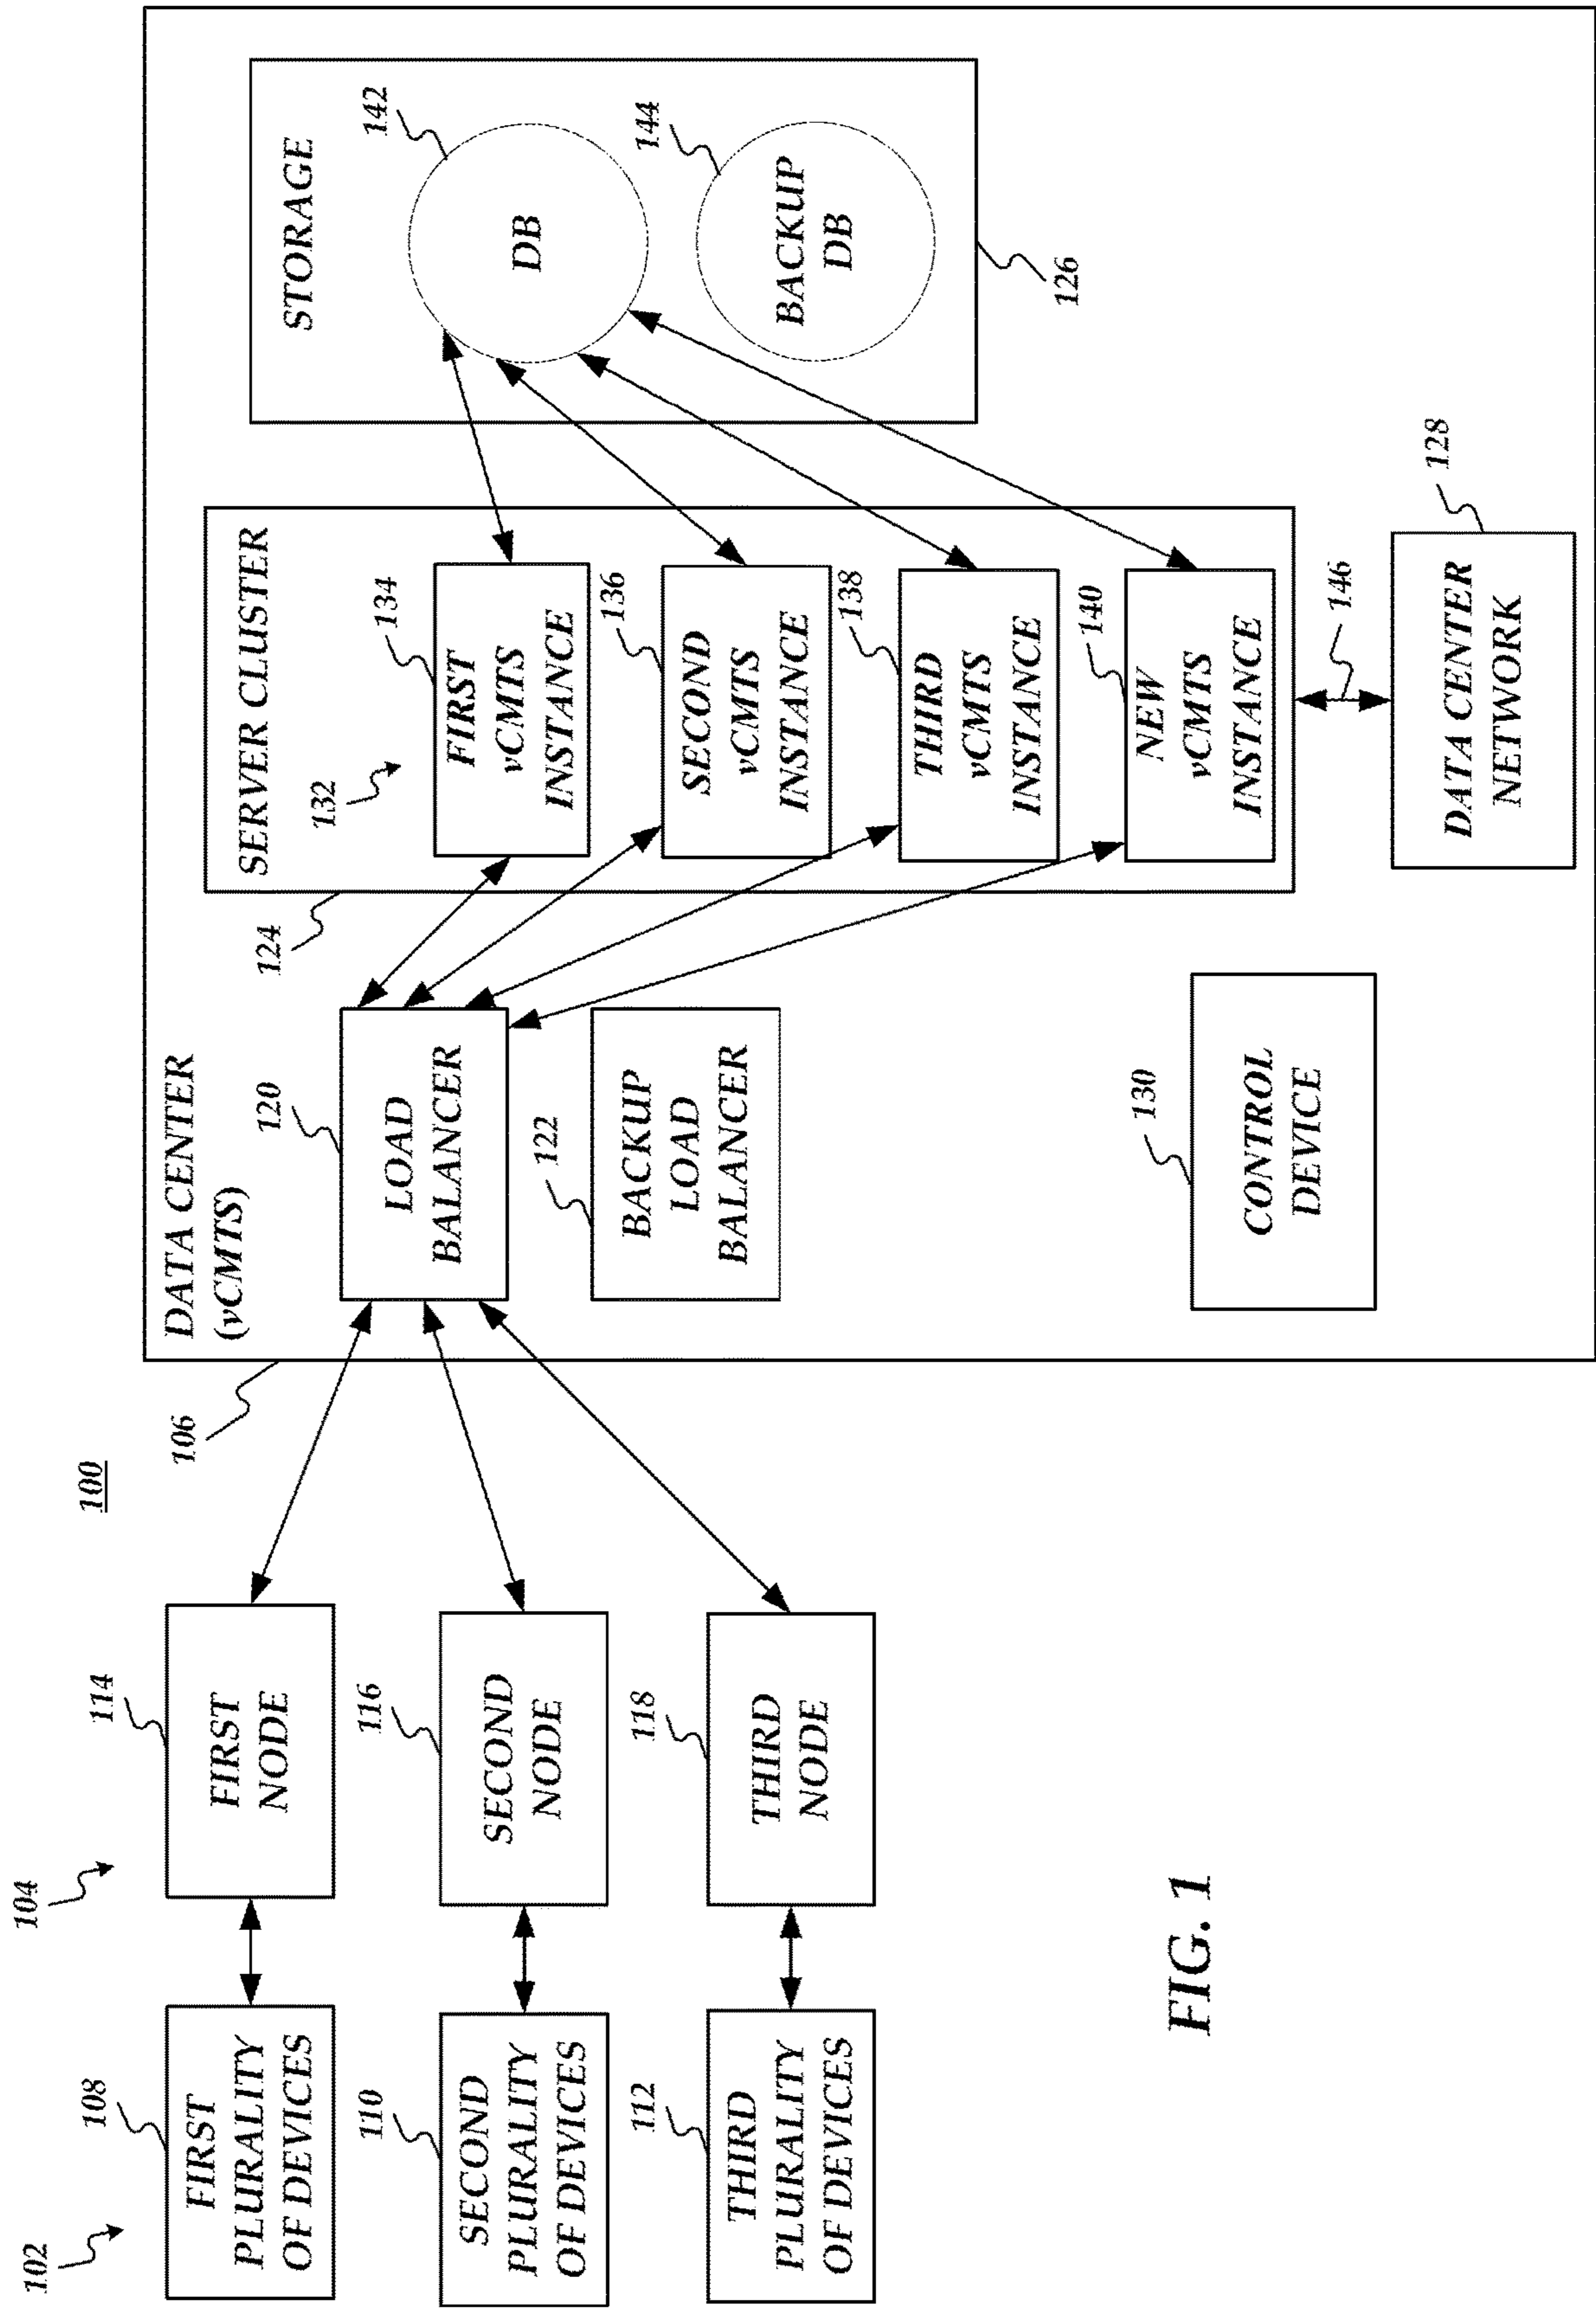 100
102
104
108
FIRST
PLURALITY
OF DEVICES
114
FIRST
NODE
110
SECOND
PLURALITY
OF DEVICES
116
SECOND
NODE
112
THIRD
PLURALITY
OF DEVICES
118
THIRD
NODE
106
DATA CENTER
(vCMTS)
120
LOAD
BALANCER
122
BACKUP
LOAD
BALANCER
130
CONTROL
DEVICE
124
SERVER CLUSTER
132
134
FIRST
vCMTS
INSTANCE
136
SECOND
vCMTS
INSTANCE
138
THIRD
vCMTS
INSTANCE
140
NEW
vCMTS
INSTANCE
146
128
DATA CENTER
NETWORK
STORAGE
142
DB
144
BACKUP
DB
126
FIG. 1